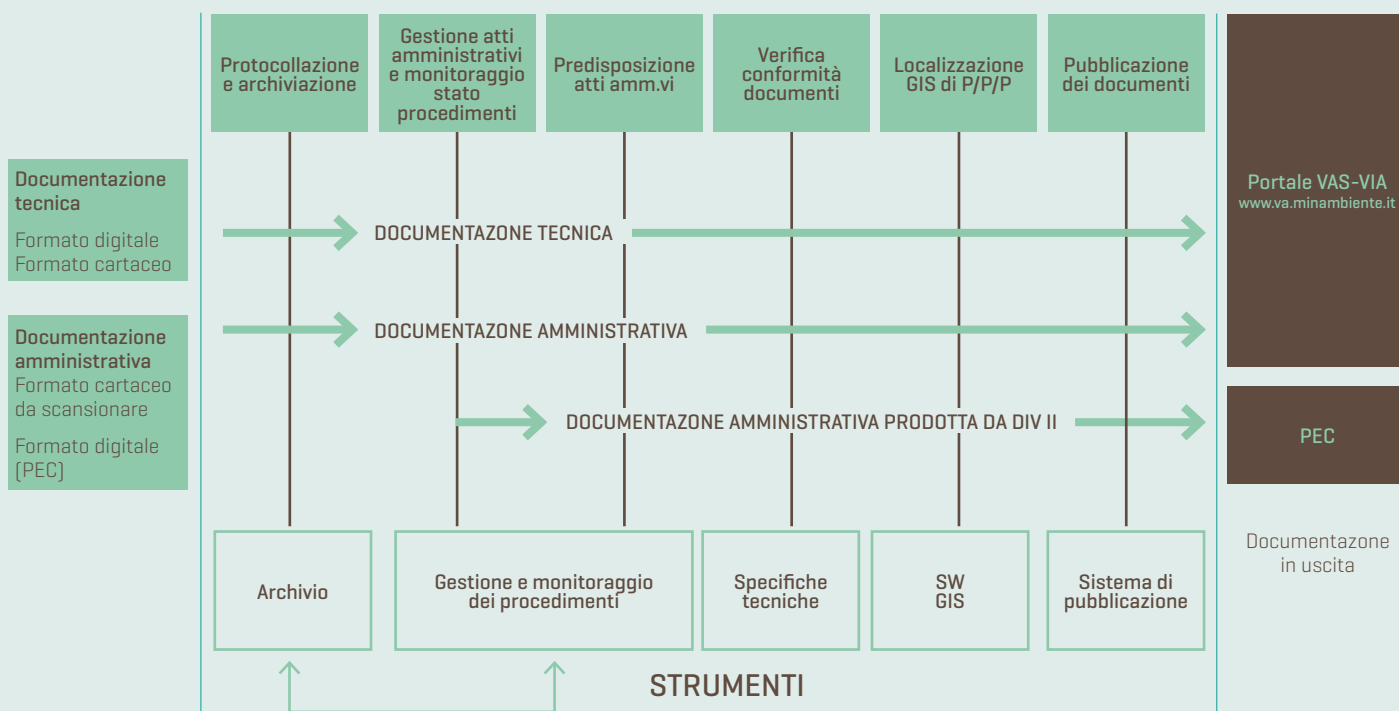 Protocollazione
e archiviazione
Gestione atti
amministrativi
e monitoraggio
stato
procedimenti
Predisposizione
atti amm.vi
Verifica
conformità
documenti
Localizzazione
GIS di P/P/P
Pubblicazione
dei documenti
Documentazione
tecnica
Formato digitale
Formato cartaceo
Documentazione
amministrativa
Formato cartaceo
da scansionare
Formato digitale
(PEC)
DOCUMENTAZONE TECNICA
DOCUMENTAZONE AMMINISTRATIVA
DOCUMENTAZONE AMMINISTRATIVA PRODOTTA DA DIV II
Portale VAS-VIA
www.va.minambiente.it
PEC
Documentazone
in uscita
Archivio
Gestione e monitoraggio
dei procedimenti
Specifiche
tecniche
SW
GIS
Sistema di
pubblicazione
STRUMENTI